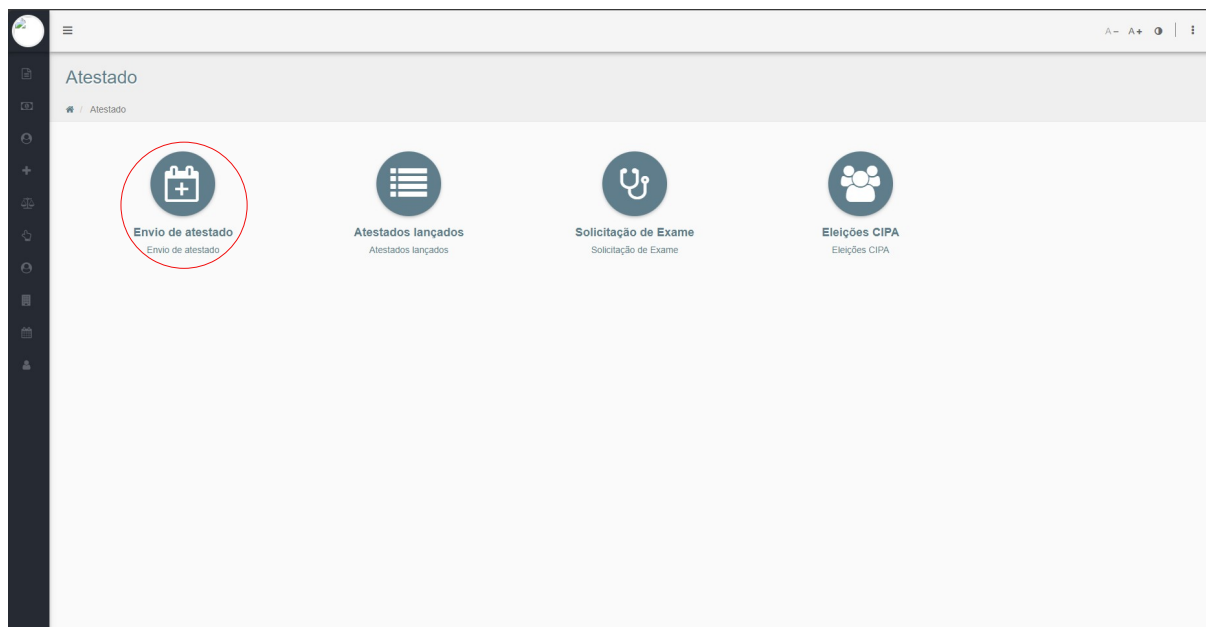 A- A+
Atestado
/ Atestado
Envio de atestado
Envio de atestado
Atestados lançados
Atestados lançados
Solicitação de Exame
Solicitação de Exame
Eleições CIPA
Eleições CIPA